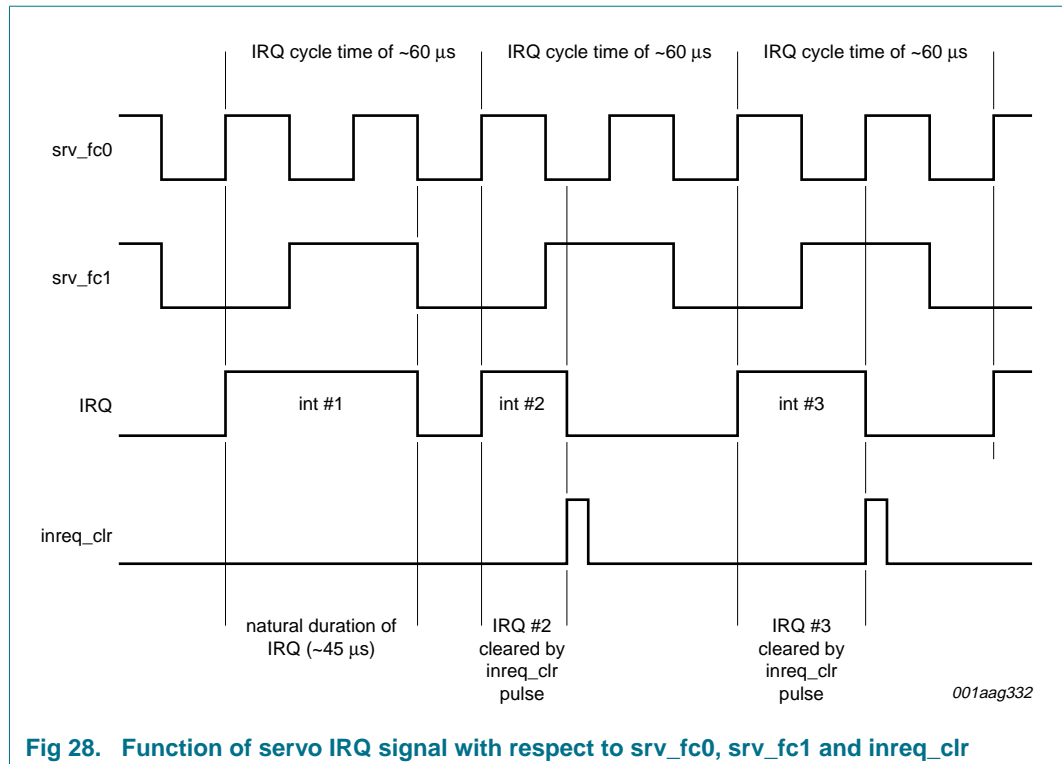 IRQ cycle time of ~60 μs IRQ cycle time of ~60 μs IRQ cycle time of ~60 μs
srv_fc0
srv_fc1
IRQ
int #1 int #2 int #3
inreq_clr
natural duration of
IRQ (~45 μs)
IRQ #2
cleared by
inreq_clr
pulse
IRQ #3
cleared by
inreq_clr
pulse
001aag332
Fig 28. Function of servo IRQ signal with respect to srv_fc0, srv_fc1 and inreq_clr